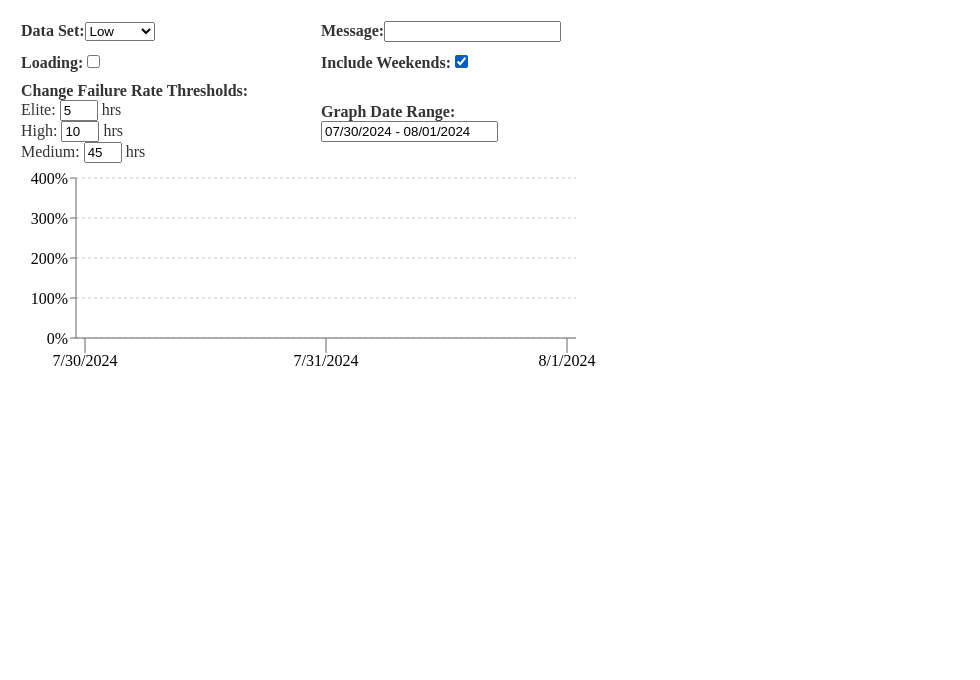 Data Set: Low
Message:
Loading:
Include Weekends:
Change Failure Rate Thresholds:
Elite: 5 hrs
High: 10 hrs
Medium: 45 hrs
Graph Date Range:
07/30/2024 - 08/01/2024
400%
300%
200%
100%
0%
7/30/2024 7/31/2024 8/1/2024